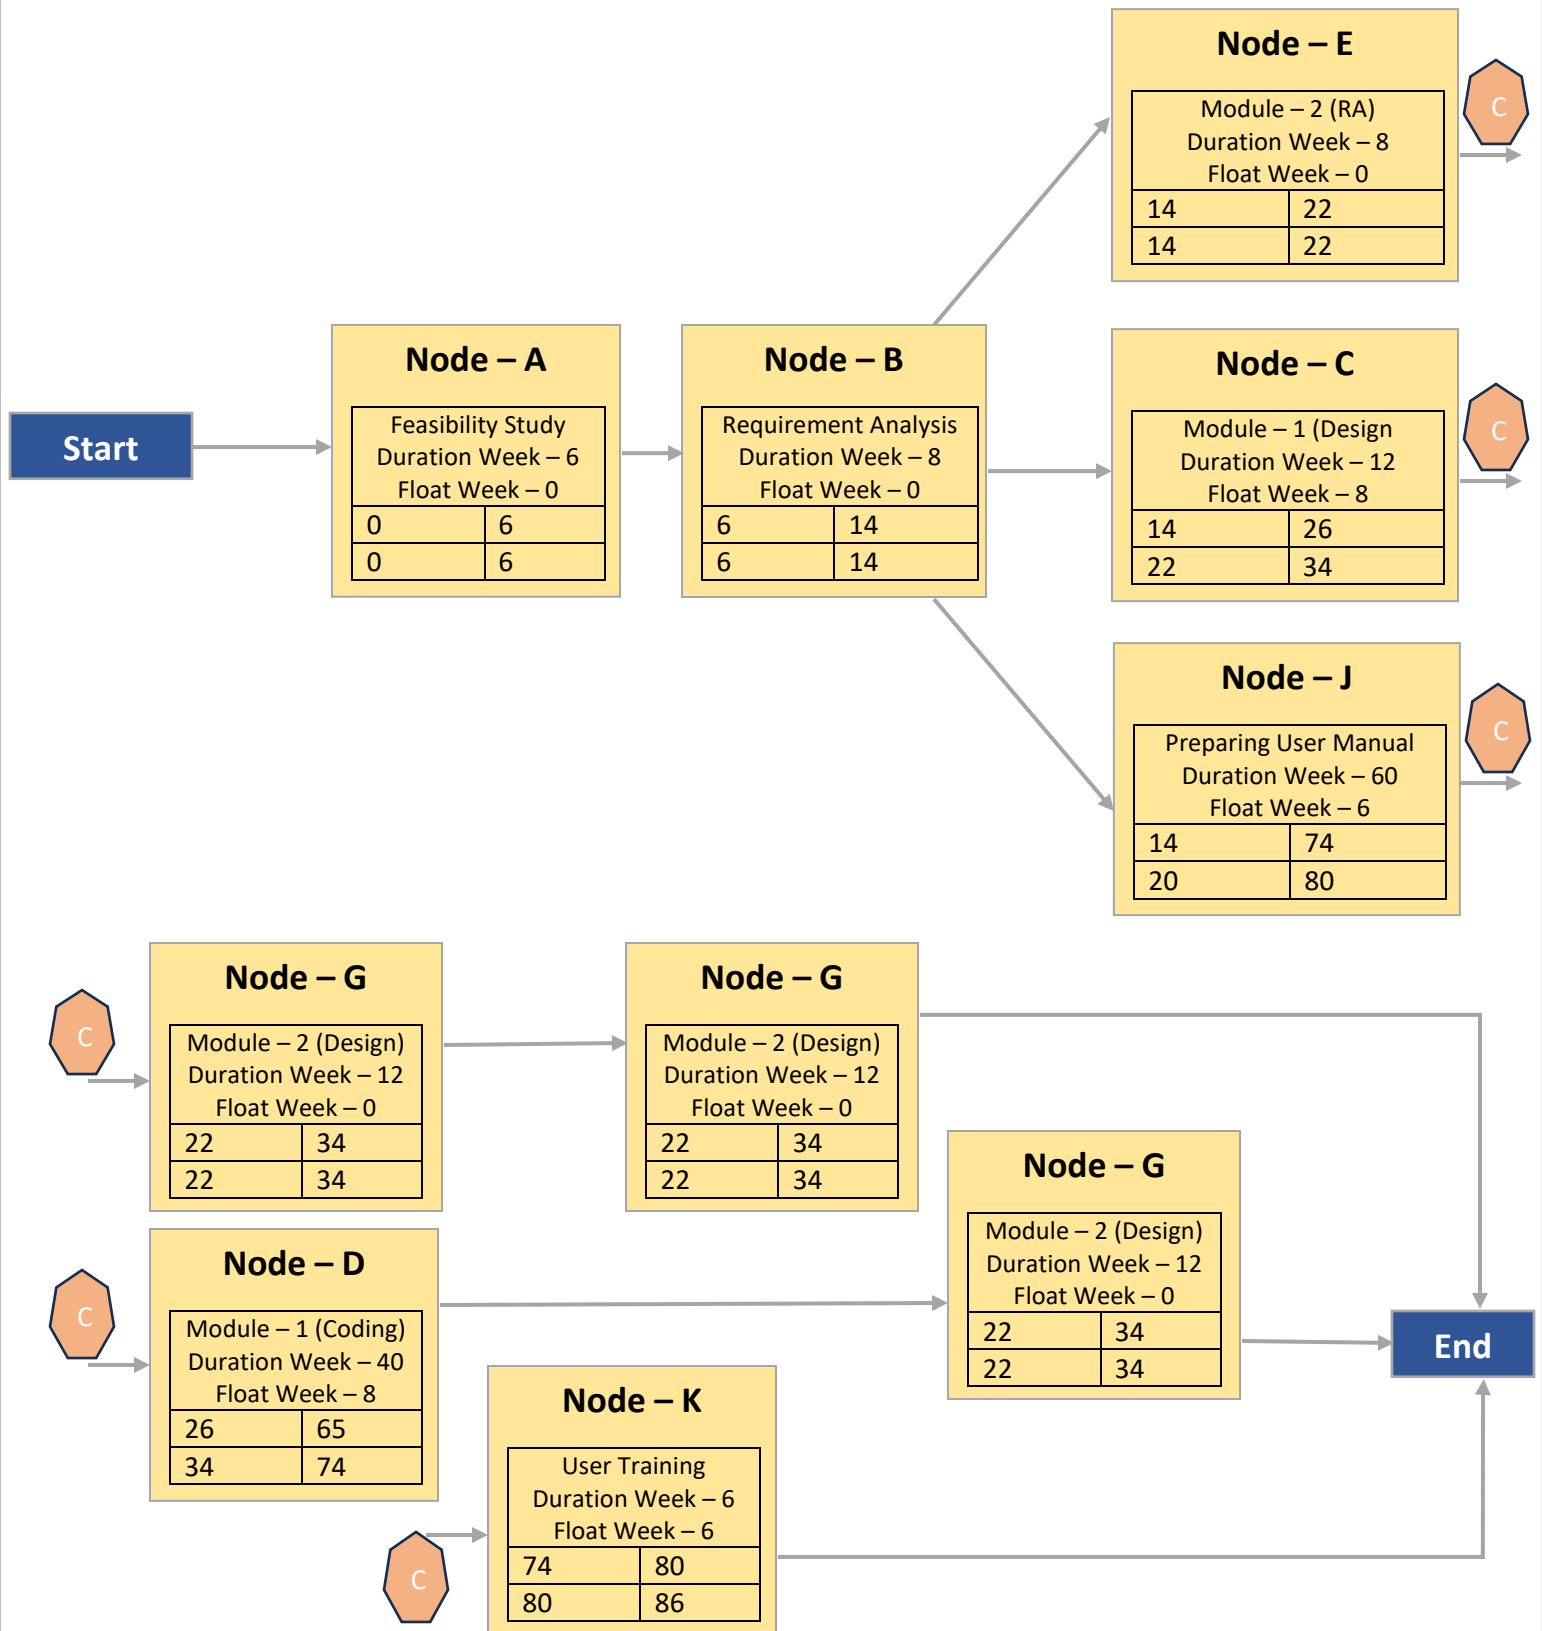 Node – E
Module – 2 (RA)
Duration Week – 8
Float Week – 0
14 22
14 22
C
Start
Node – A
Feasibility Study
Duration Week – 6
Float Week – 0
0 6
0 6
Node – B
Requirement Analysis
Duration Week – 8
Float Week – 0
6 14
6 14
Node – C
Module – 1 (Design
Duration Week – 12
Float Week – 8
14 26
22 34
C
Node – J
Preparing User Manual
Duration Week – 60
Float Week – 6
14 74
20 80
C
C
Node – G
Module – 2 (Design)
Duration Week – 12
Float Week – 0
22 34
22 34
Node – G
Module – 2 (Design)
Duration Week – 12
Float Week – 0
22 34
22 34
Node – G
Module – 2 (Design)
Duration Week – 12
Float Week – 0
22 34
22 34
C
Node – D
Module – 1 (Coding)
Duration Week – 40
Float Week – 8
26 65
34 74
End
C
Node – K
User Training
Duration Week – 6
Float Week – 6
74 80
80 86